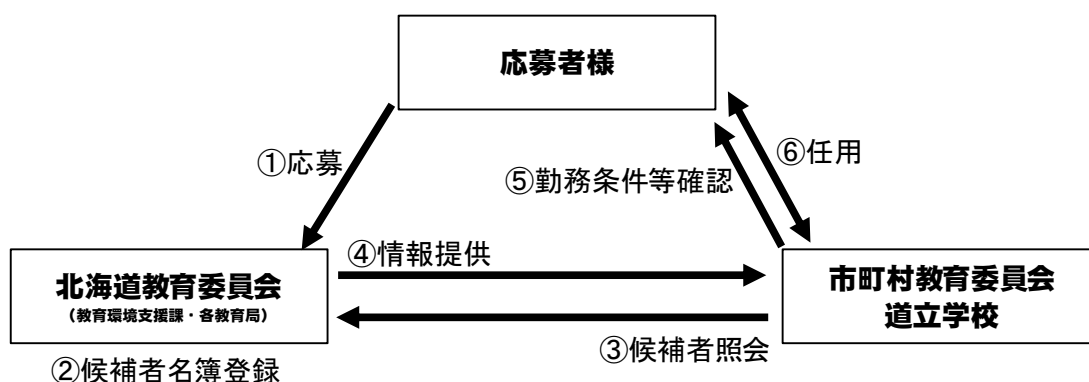 応募者様
①応募
⑥任用
⑤勤務条件等確認
④情報提供
北海道教育委員会
(教育環境支援課・各教育局)
市町村教育委員会
道立学校
③候補者照会
②候補者名簿登録